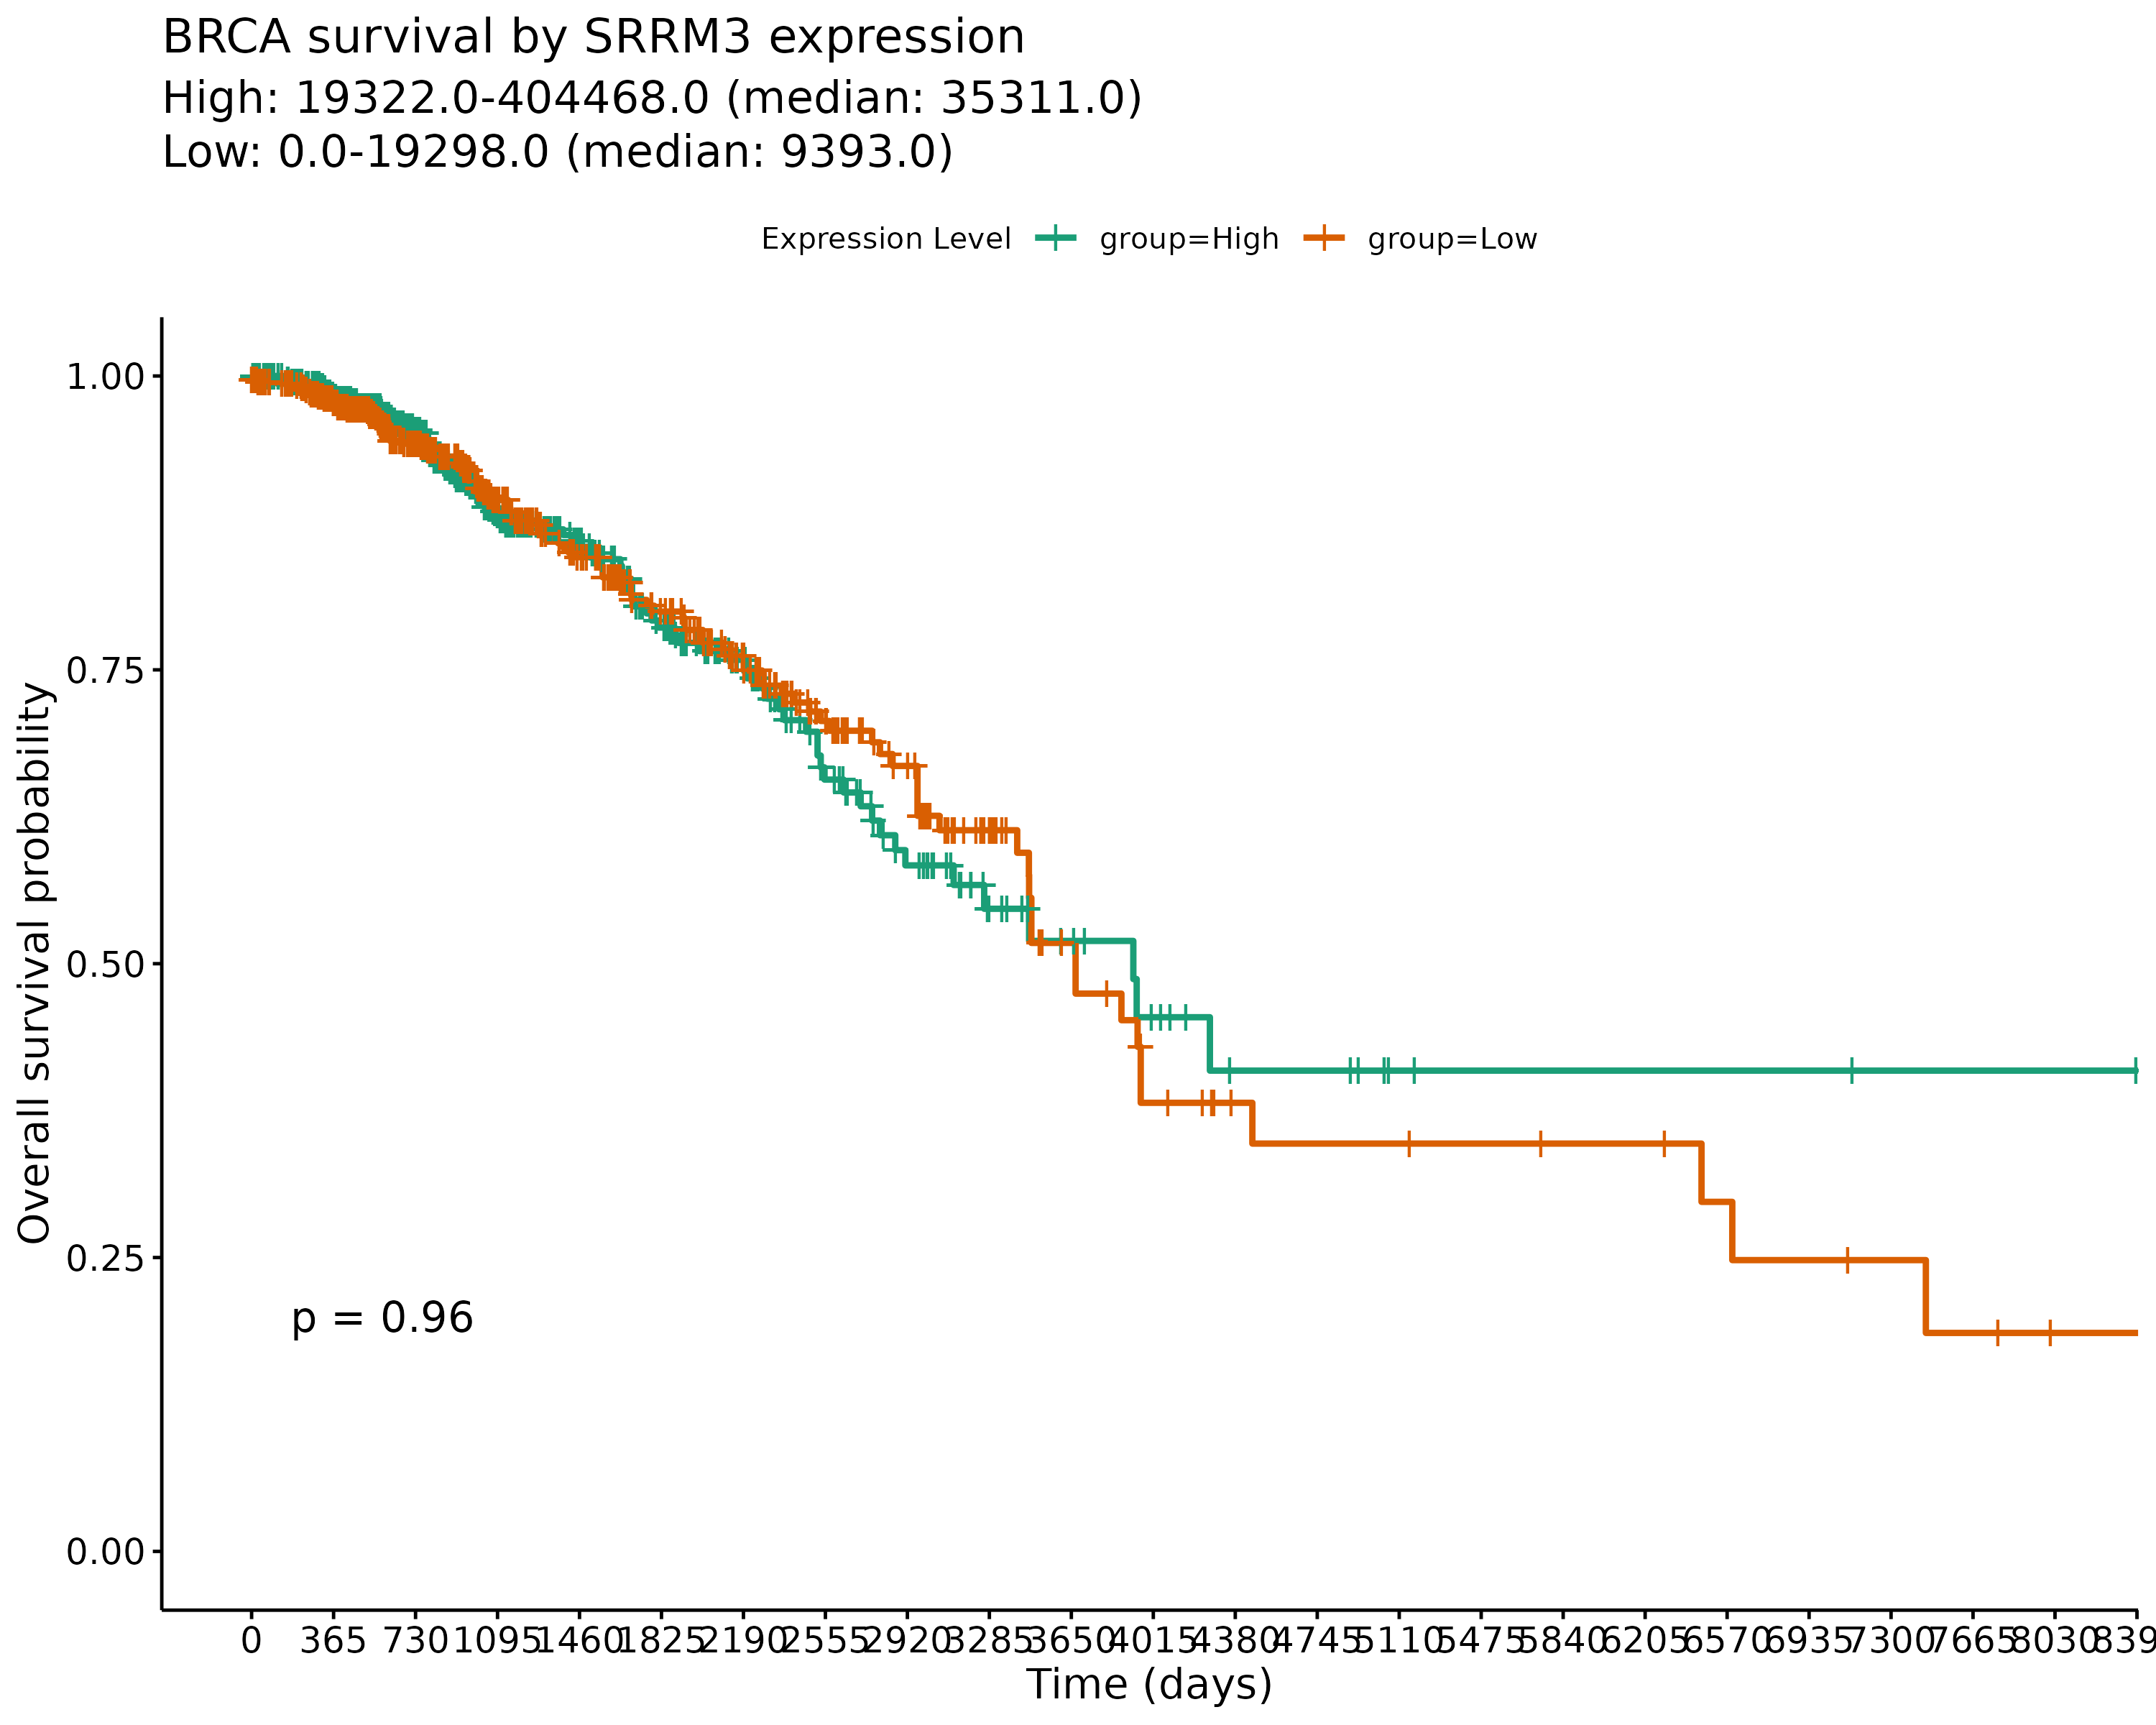 BRCA survival by SRRM3 expression
High: 19322.0-404468.0 (median: 35311.0)
Low: 0.0-19298.0 (median: 9393.0)
Expression Level group=High group=Low
Overall survival probability
1.00
0.75
0.50
0.25
0.00
p = 0.96
0 365 730 1095 1460 1825 2190 2555 2920 3285 3650 4015 4380 4745 5110 5475 5840 6205 6570 6935 7300 7665 8030 839
Time (days)